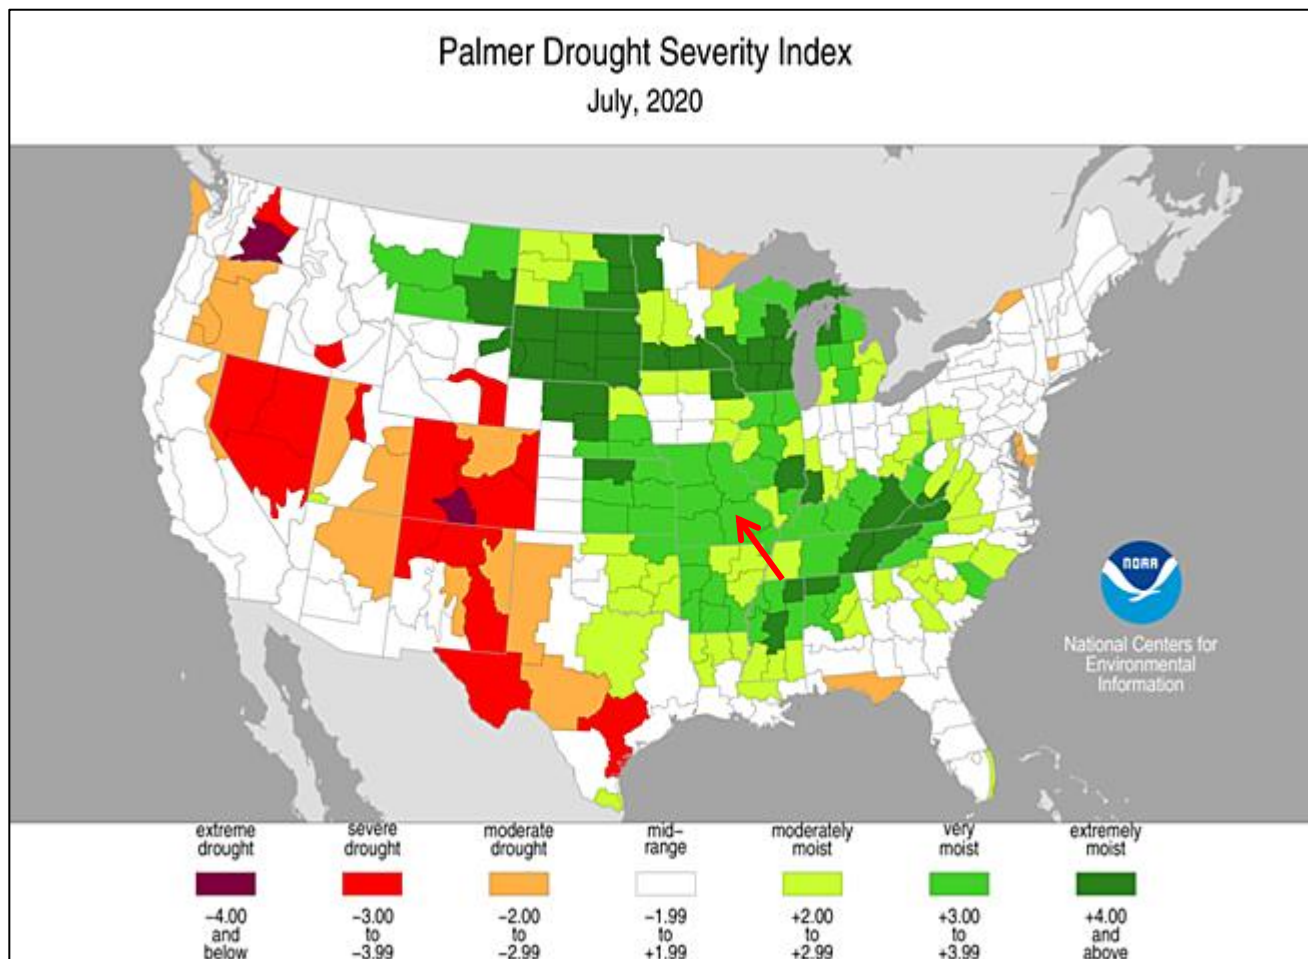 Palmer Drought Severity Index
July, 2020
NOAA
National Centers for
Environmental
Information
extreme
drought
severe
drought
moderate
drought
mid–
range
moderately
moist
very
moist
extremely
moist
−4.00
and
below
−3.00
to
−3.99
−2.00
to
−2.99
−1.99
to
+1.99
+2.00
to
+2.99
+3.00
to
+3.99
+4.00
and
above